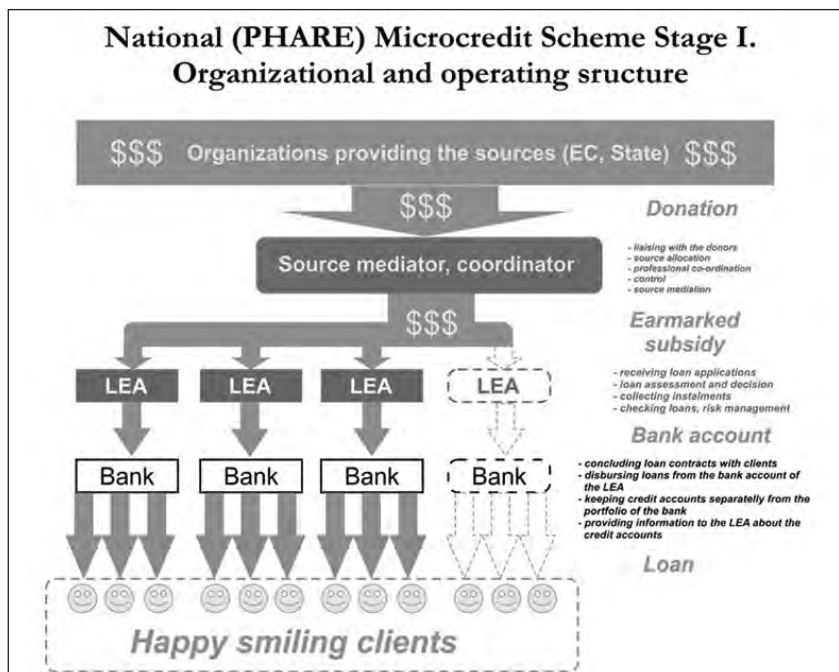 National (PHARE) Microcredit Scheme Stage I.
Organizational and operating sructure
$$$ Organizations providing the sources (EC, State) $$$
$$$
Donation
Source mediator, coordinator
- liaising with the donors
- source allocation
- professional co-ordination
- control
- source mediation
$$$
Earmarked
subsidy
LEA LEA LEA LEA
- receiving loan applications
- loan assessment and decision
- collecting instalments
- checking loans, risk management
Bank account
Bank Bank Bank Bank
- concluding loan contracts with clients
- disbursing loans from the bank account of
the LEA
- keeping credit accounts separatelly from the
portfolio of the bank
- providing information to the LEA about the
credit accounts
Loan
Happy smiling clients